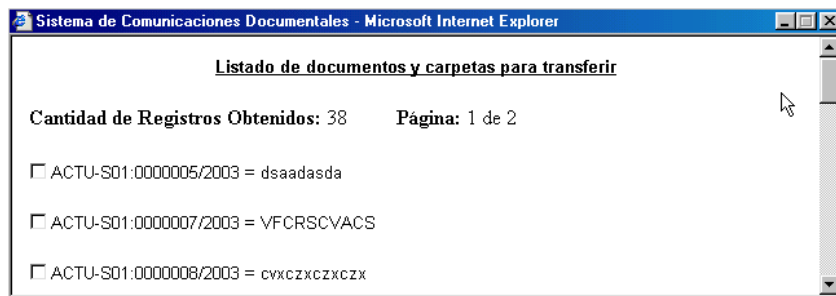 Sistema de Comunicaciones Documentales - Microsoft Internet Explorer
Listado de documentos y carpetas para transferir
Cantidad de Registros Obtenidos: 38 Página: 1 de 2
ACTU-S01:0000005/2003 = dsaadasda
ACTU-S01:0000007/2003 = VFCRSCVACS
ACTU-S01:0000008/2003 = cvxczxczxczx